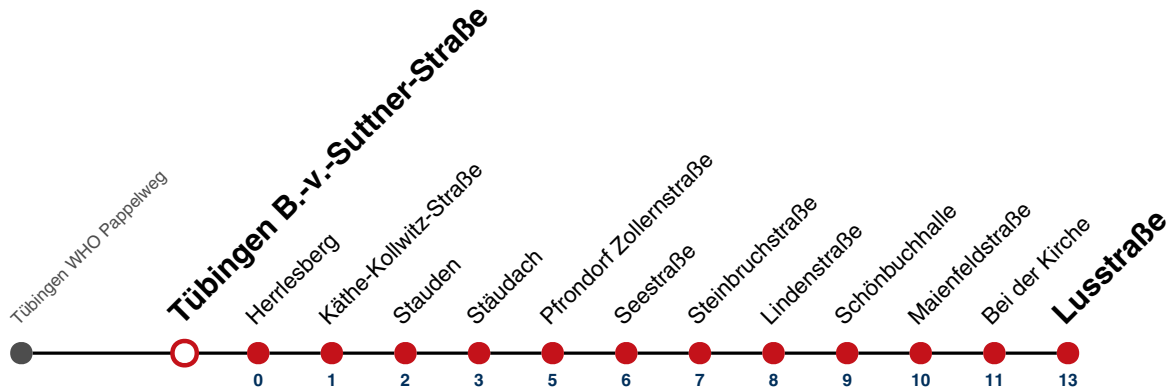 Tübingen WHO Pappelweg
Tübingen B.-v.-Suttner-Straße
Herrlesberg
Käthe-Kollwitz-Straße
Stauden
Stäudach
Pfrondorf Zollernstraße
Seestraße
Steinbruchstraße
Lindenstraße
Schönbuchhalle
Maienfeldstraße
Bei der Kirche
Lusstraße
0 1 2 3 5 6 7 8 9 10 11 13